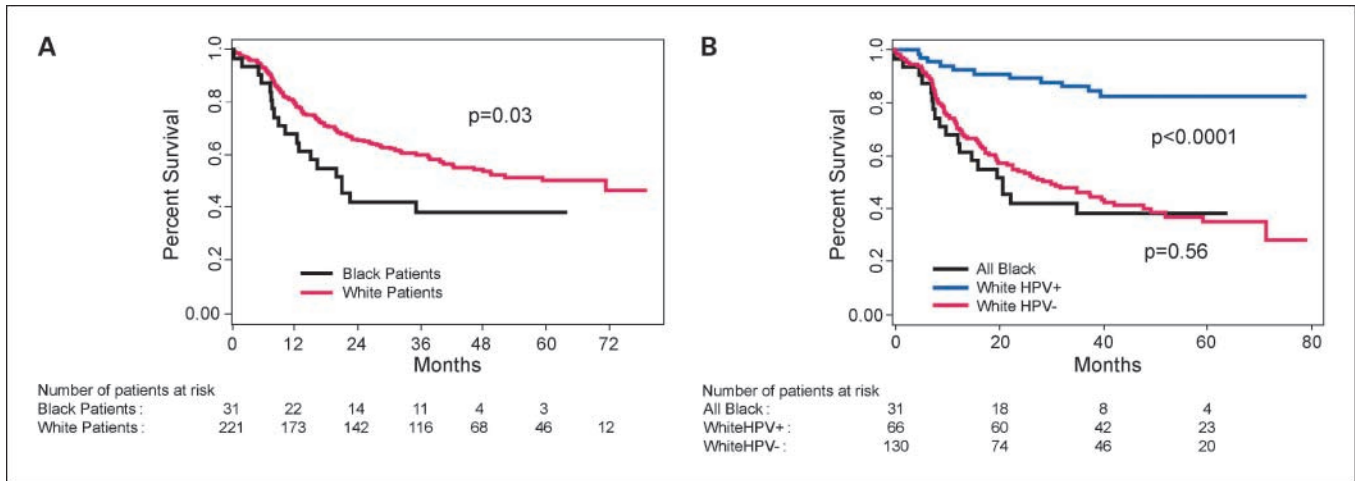 A
Percent Survival
1.0
0.8
0.6
0.4
0.2
0.00
p=0.03
Black Patients
White Patients
0 12 24 36 48 60 72
Months
Number of patients at risk
Black Patients : 31 22 14 11 4 3
White Patients : 221 173 142 116 68 46 12
B
Percent Survival
1.0
0.8
0.6
0.4
0.2
0.00
p<0.0001
p=0.56
All Black
White HPV+
White HPV-
0 20 40 60 80
Months
Number of patients at risk
All Black : 31 18 8 4
WhiteHPV+ : 66 60 42 23
WhiteHPV- : 130 74 46 20